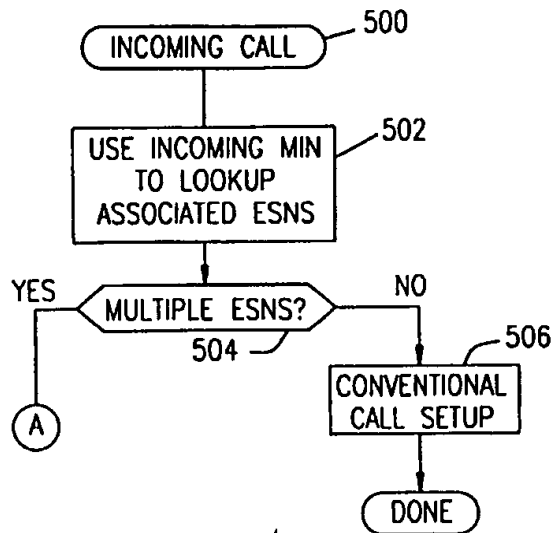 INCOMING CALL
500
USE INCOMING MIN
TO LOOKUP
ASSOCIATED ESNS
502
YES
MULTIPLE ESNS?
NO
504
A
CONVENTIONAL
CALL SETUP
506
DONE